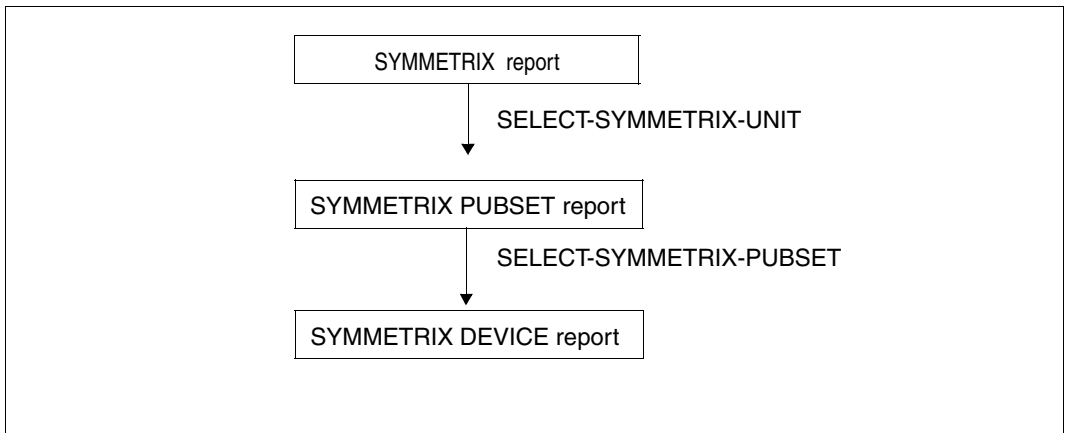 SYMMETRIX report
SELECT-SYMMETRIX-UNIT
SYMMETRIX PUBSET report
SELECT-SYMMETRIX-PUBSET
SYMMETRIX DEVICE report